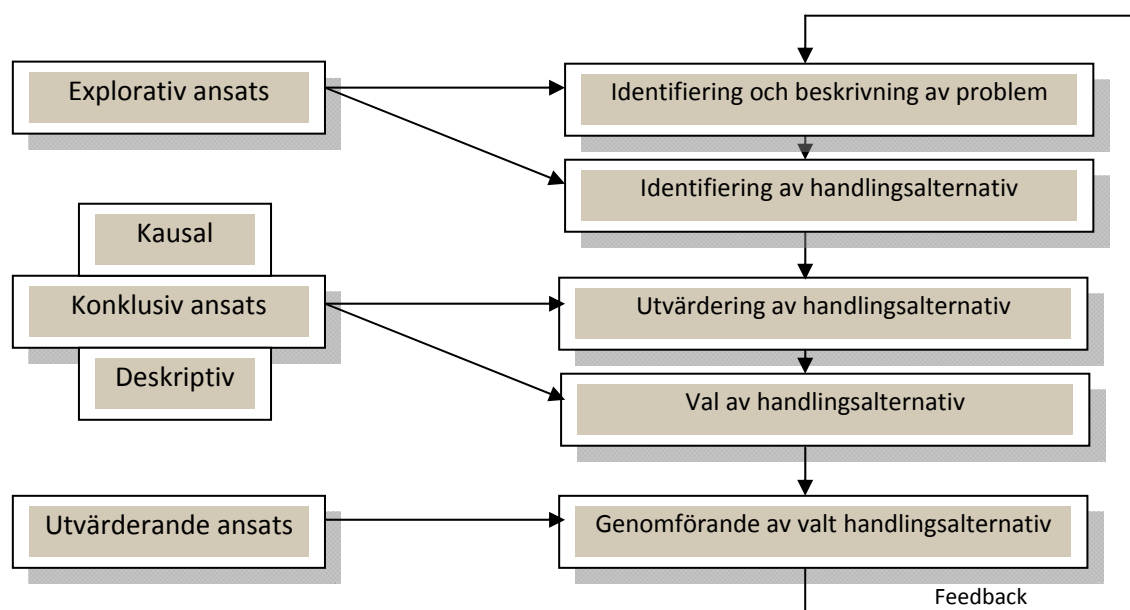 Explorativ ansats
Identifiering och beskrivning av problem
Identifiering av handlingsalternativ
Kausal
Konklusiv ansats
Deskriptiv
Utvärdering av handlingsalternativ
Val av handlingsalternativ
Utvärderande ansats
Genomförande av valt handlingsalternativ
Feedback